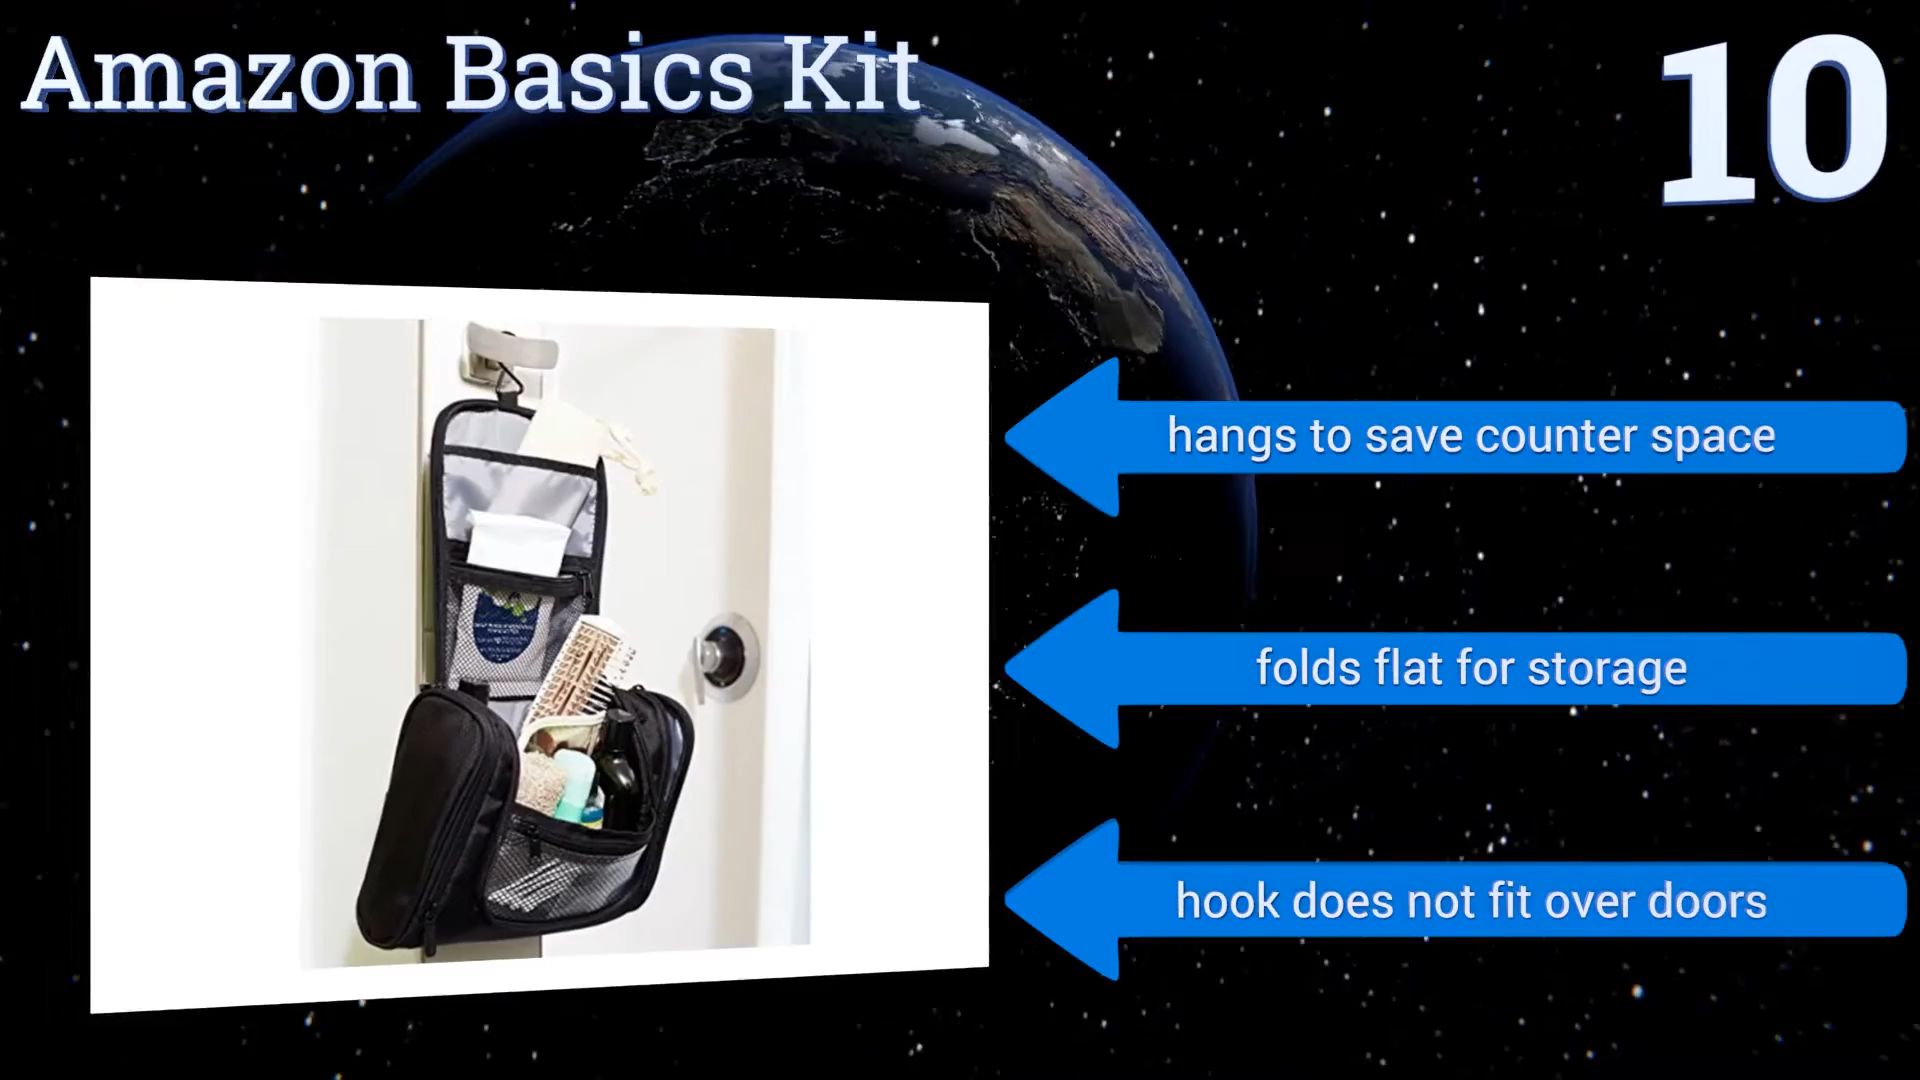 Amazon Basics Kit
10
hangs to save counter space
folds flat for storage
hook does not fit over doors